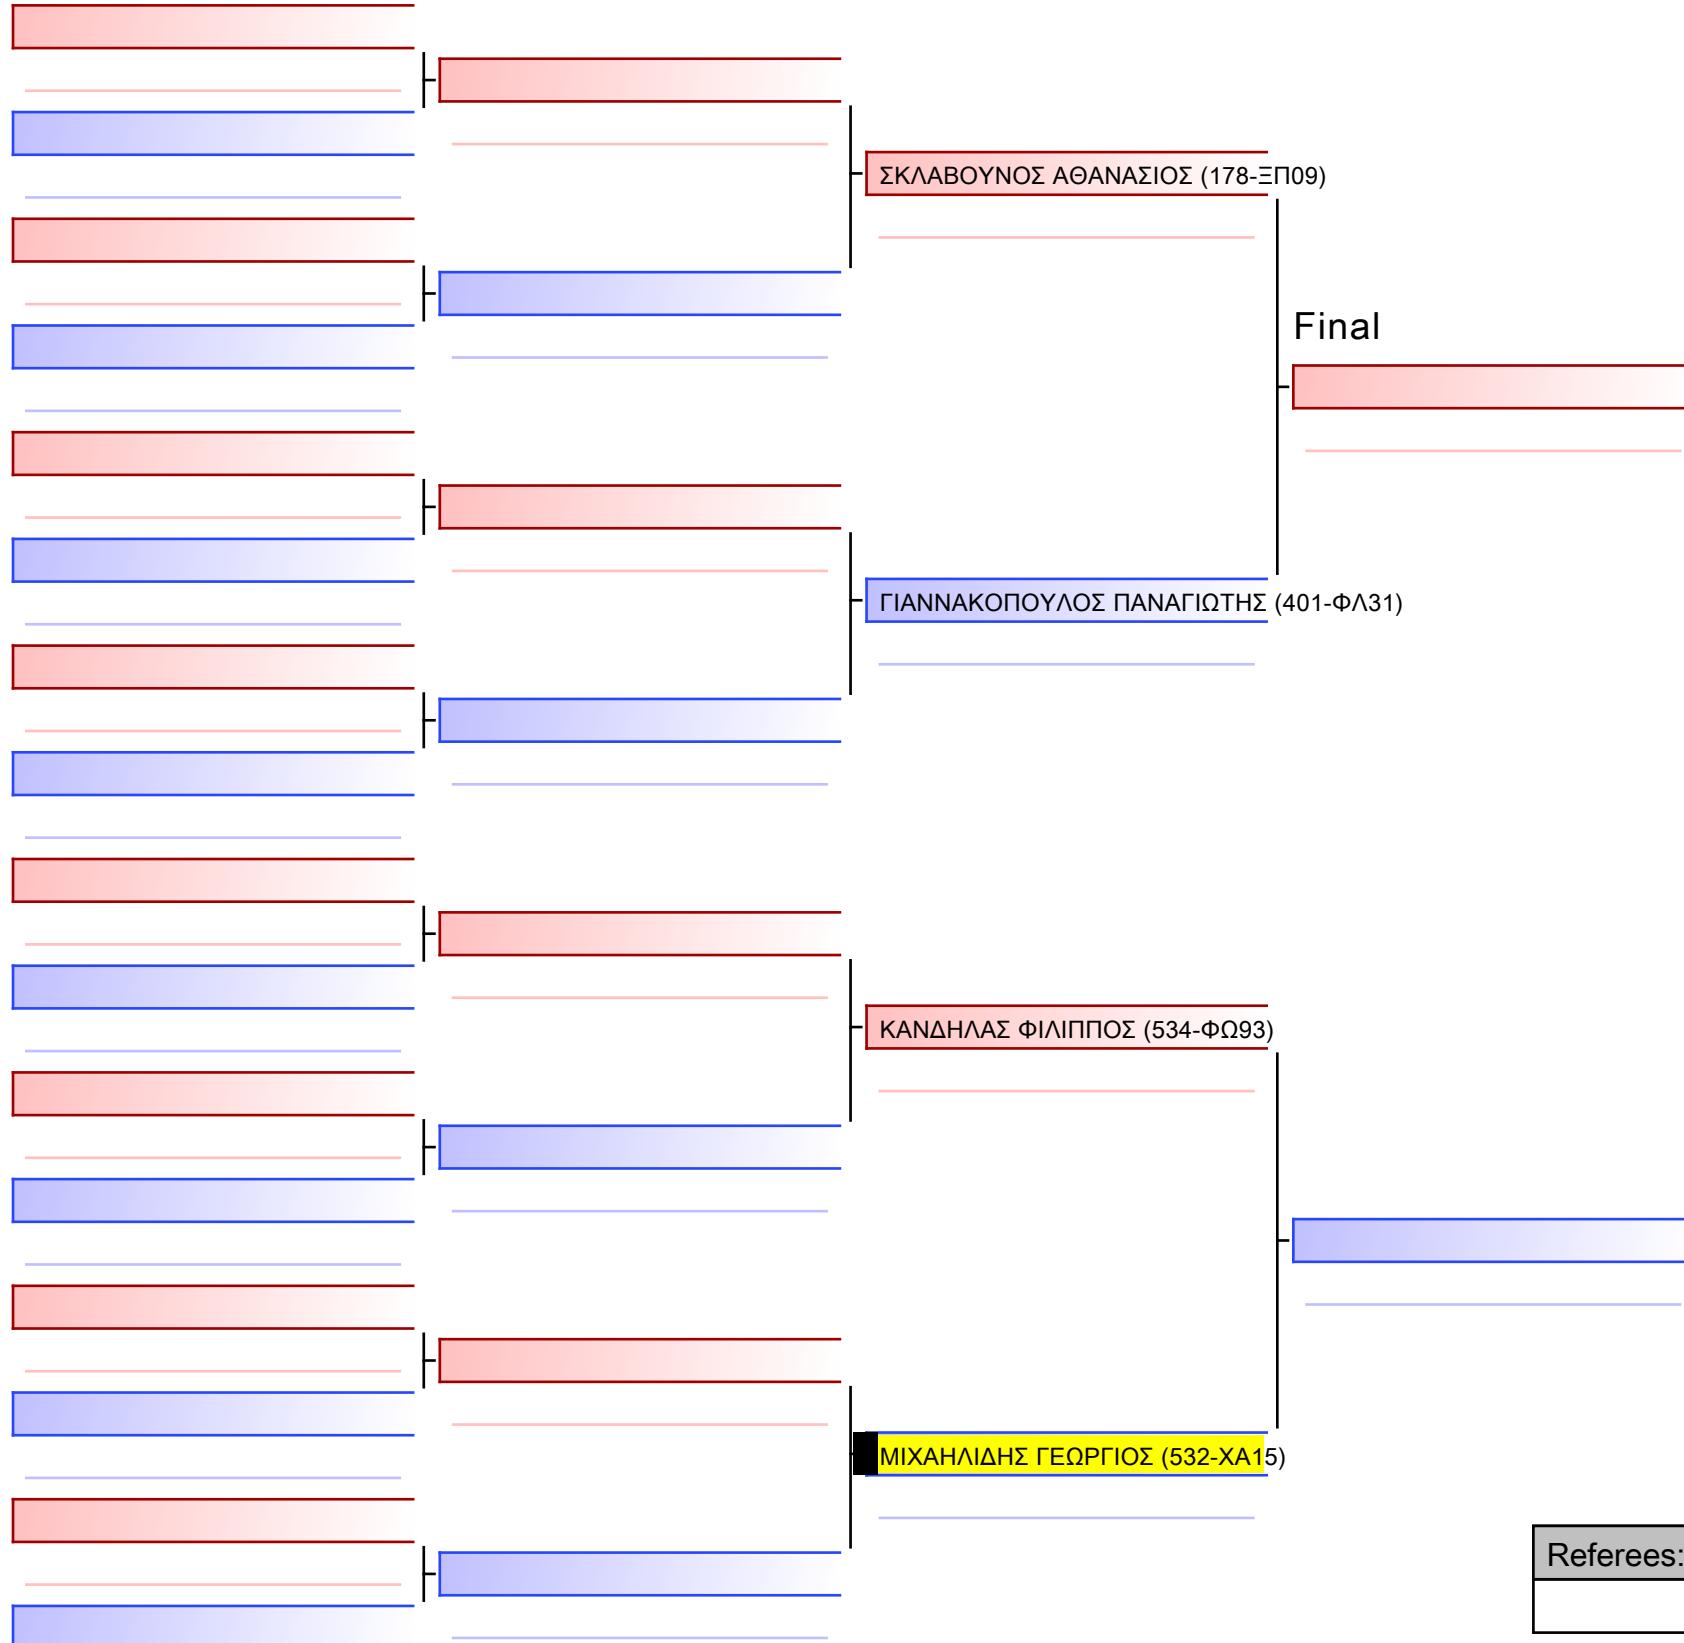 ΣΚΛΑΒΟΥΝΟΣ ΑΘΑΝΑΣΙΟΣ (178-ΞΠ09)
Final
ΓΙΑΝΝΑΚΟΠΟΥΛΟΣ ΠΑΝΑΓΙΩΤΗΣ (401-ΦΛ31)
ΚΑΝΔΗΛΑΣ ΦΙΛΙΠΠΟΣ (534-ΦΩ93)
ΜΙΧΑΗΛΙΔΗΣ ΓΕΩΡΓΙΟΣ (532-ΧΑ15)
Referees: